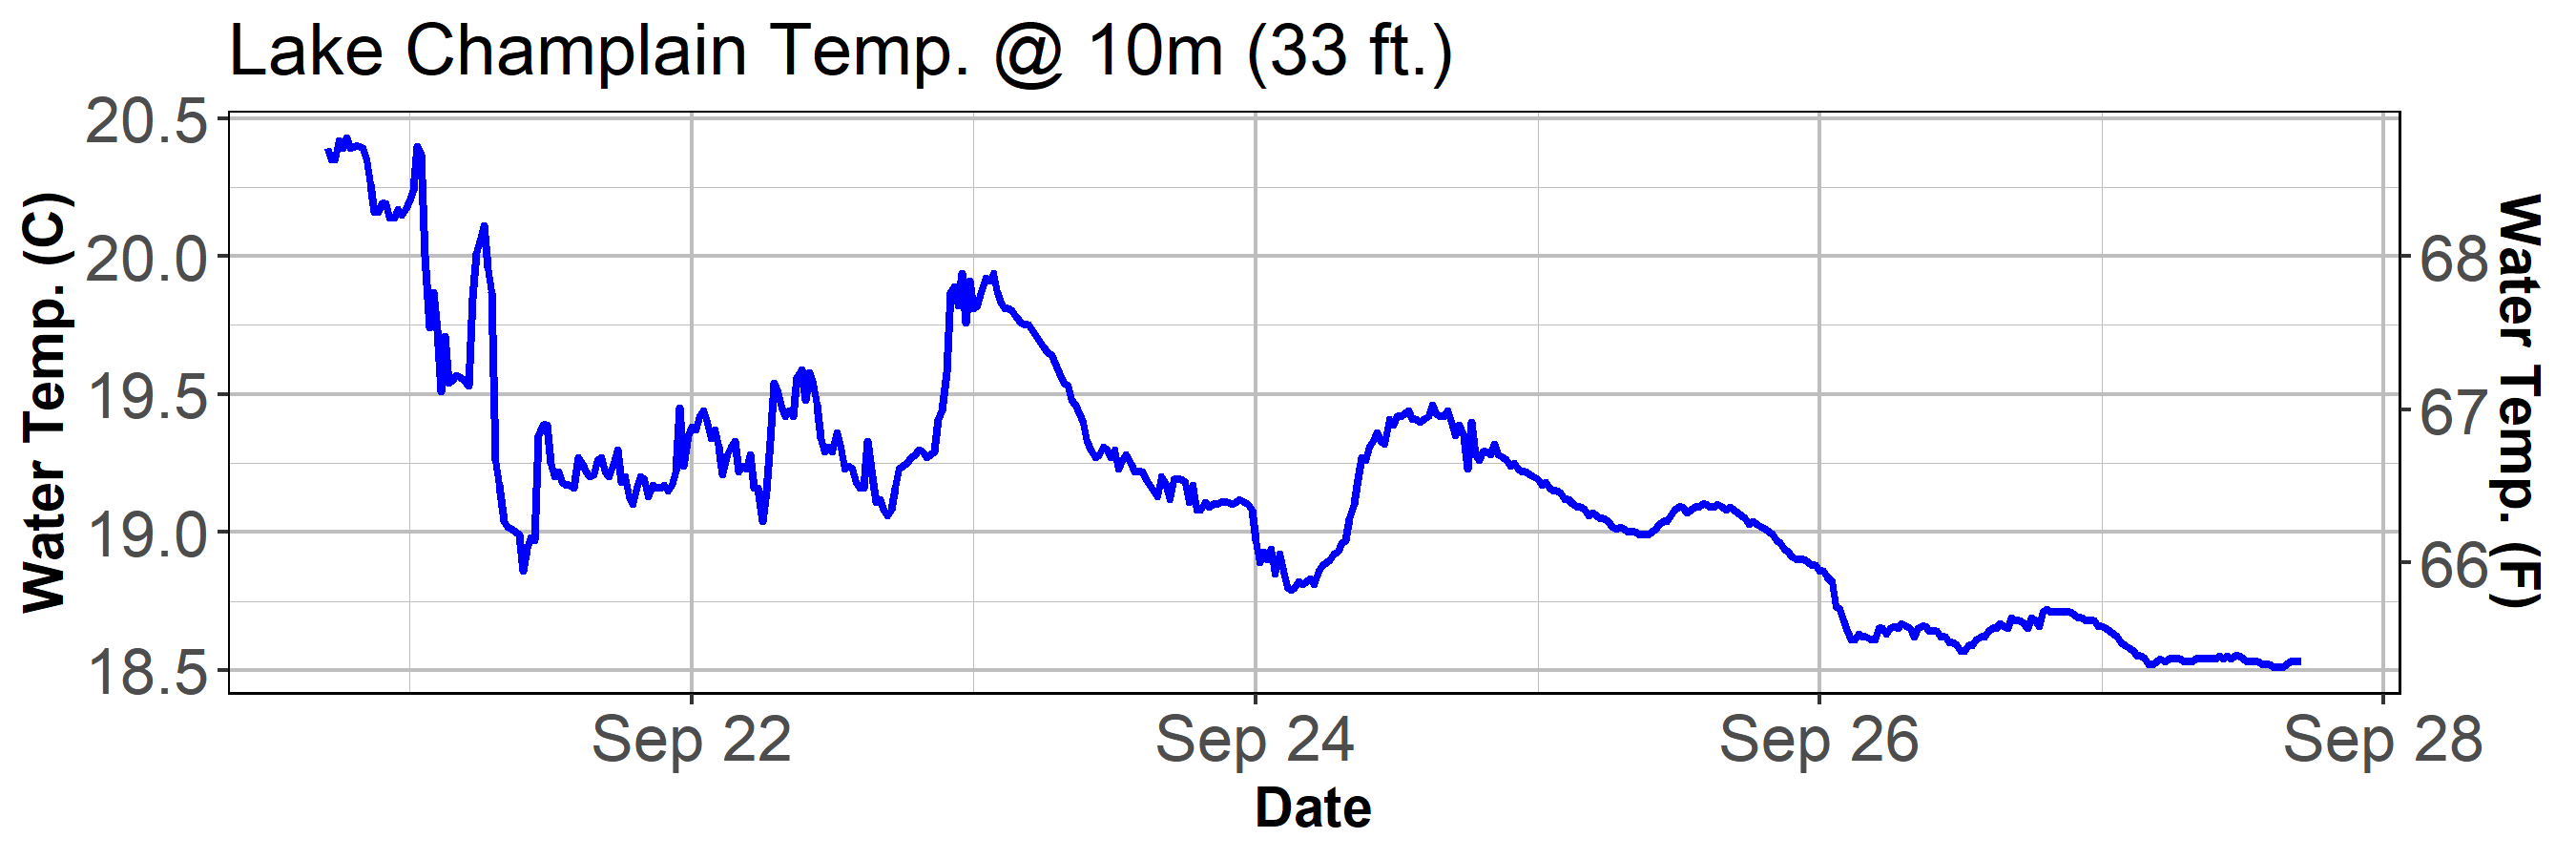 Lake Champlain Temp. @ 10m (33 ft.)
Water Temp. (C)
20.5
20.0
19.5
19.0
18.5
68
67
66
Water Temp. (F)
Sep 22 Sep 24 Sep 26 Sep 28
Date